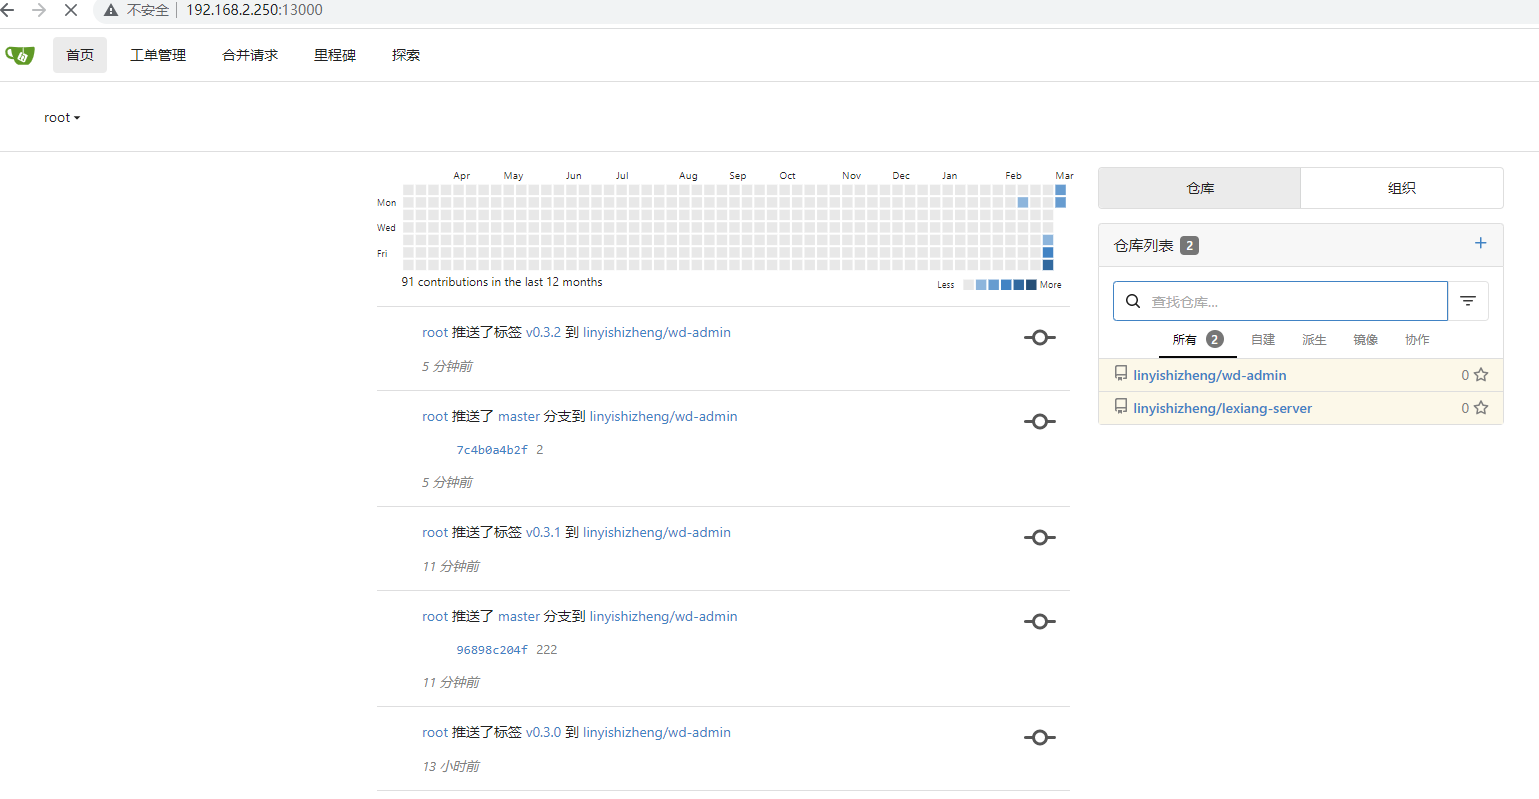 不安全 192.168.2.250:13000
首页 工单管理 合并请求 里程碑 探索
root
Apr May Jun Jul Aug Sep Oct Nov Dec Jan Feb Mar
Mon
Wed
Fri
91 contributions in the last 12 months
Less More
root 推送了标签 v0.3.2 到 linyishizheng/wd-admin
5 分钟前
root 推送了 master 分支到 linyishizheng/wd-admin
7c4b0a4b2f 2
5 分钟前
root 推送了标签 v0.3.1 到 linyishizheng/wd-admin
11 分钟前
root 推送了 master 分支到 linyishizheng/wd-admin
96898c204f 222
11 分钟前
root 推送了标签 v0.3.0 到 linyishizheng/wd-admin
13 小时前
仓库 组织
仓库列表 2
查找仓库...
所有 2 自建 派生 镜像 协作
linyishizheng/wd-admin 0
linyishizheng/lexiang-server 0